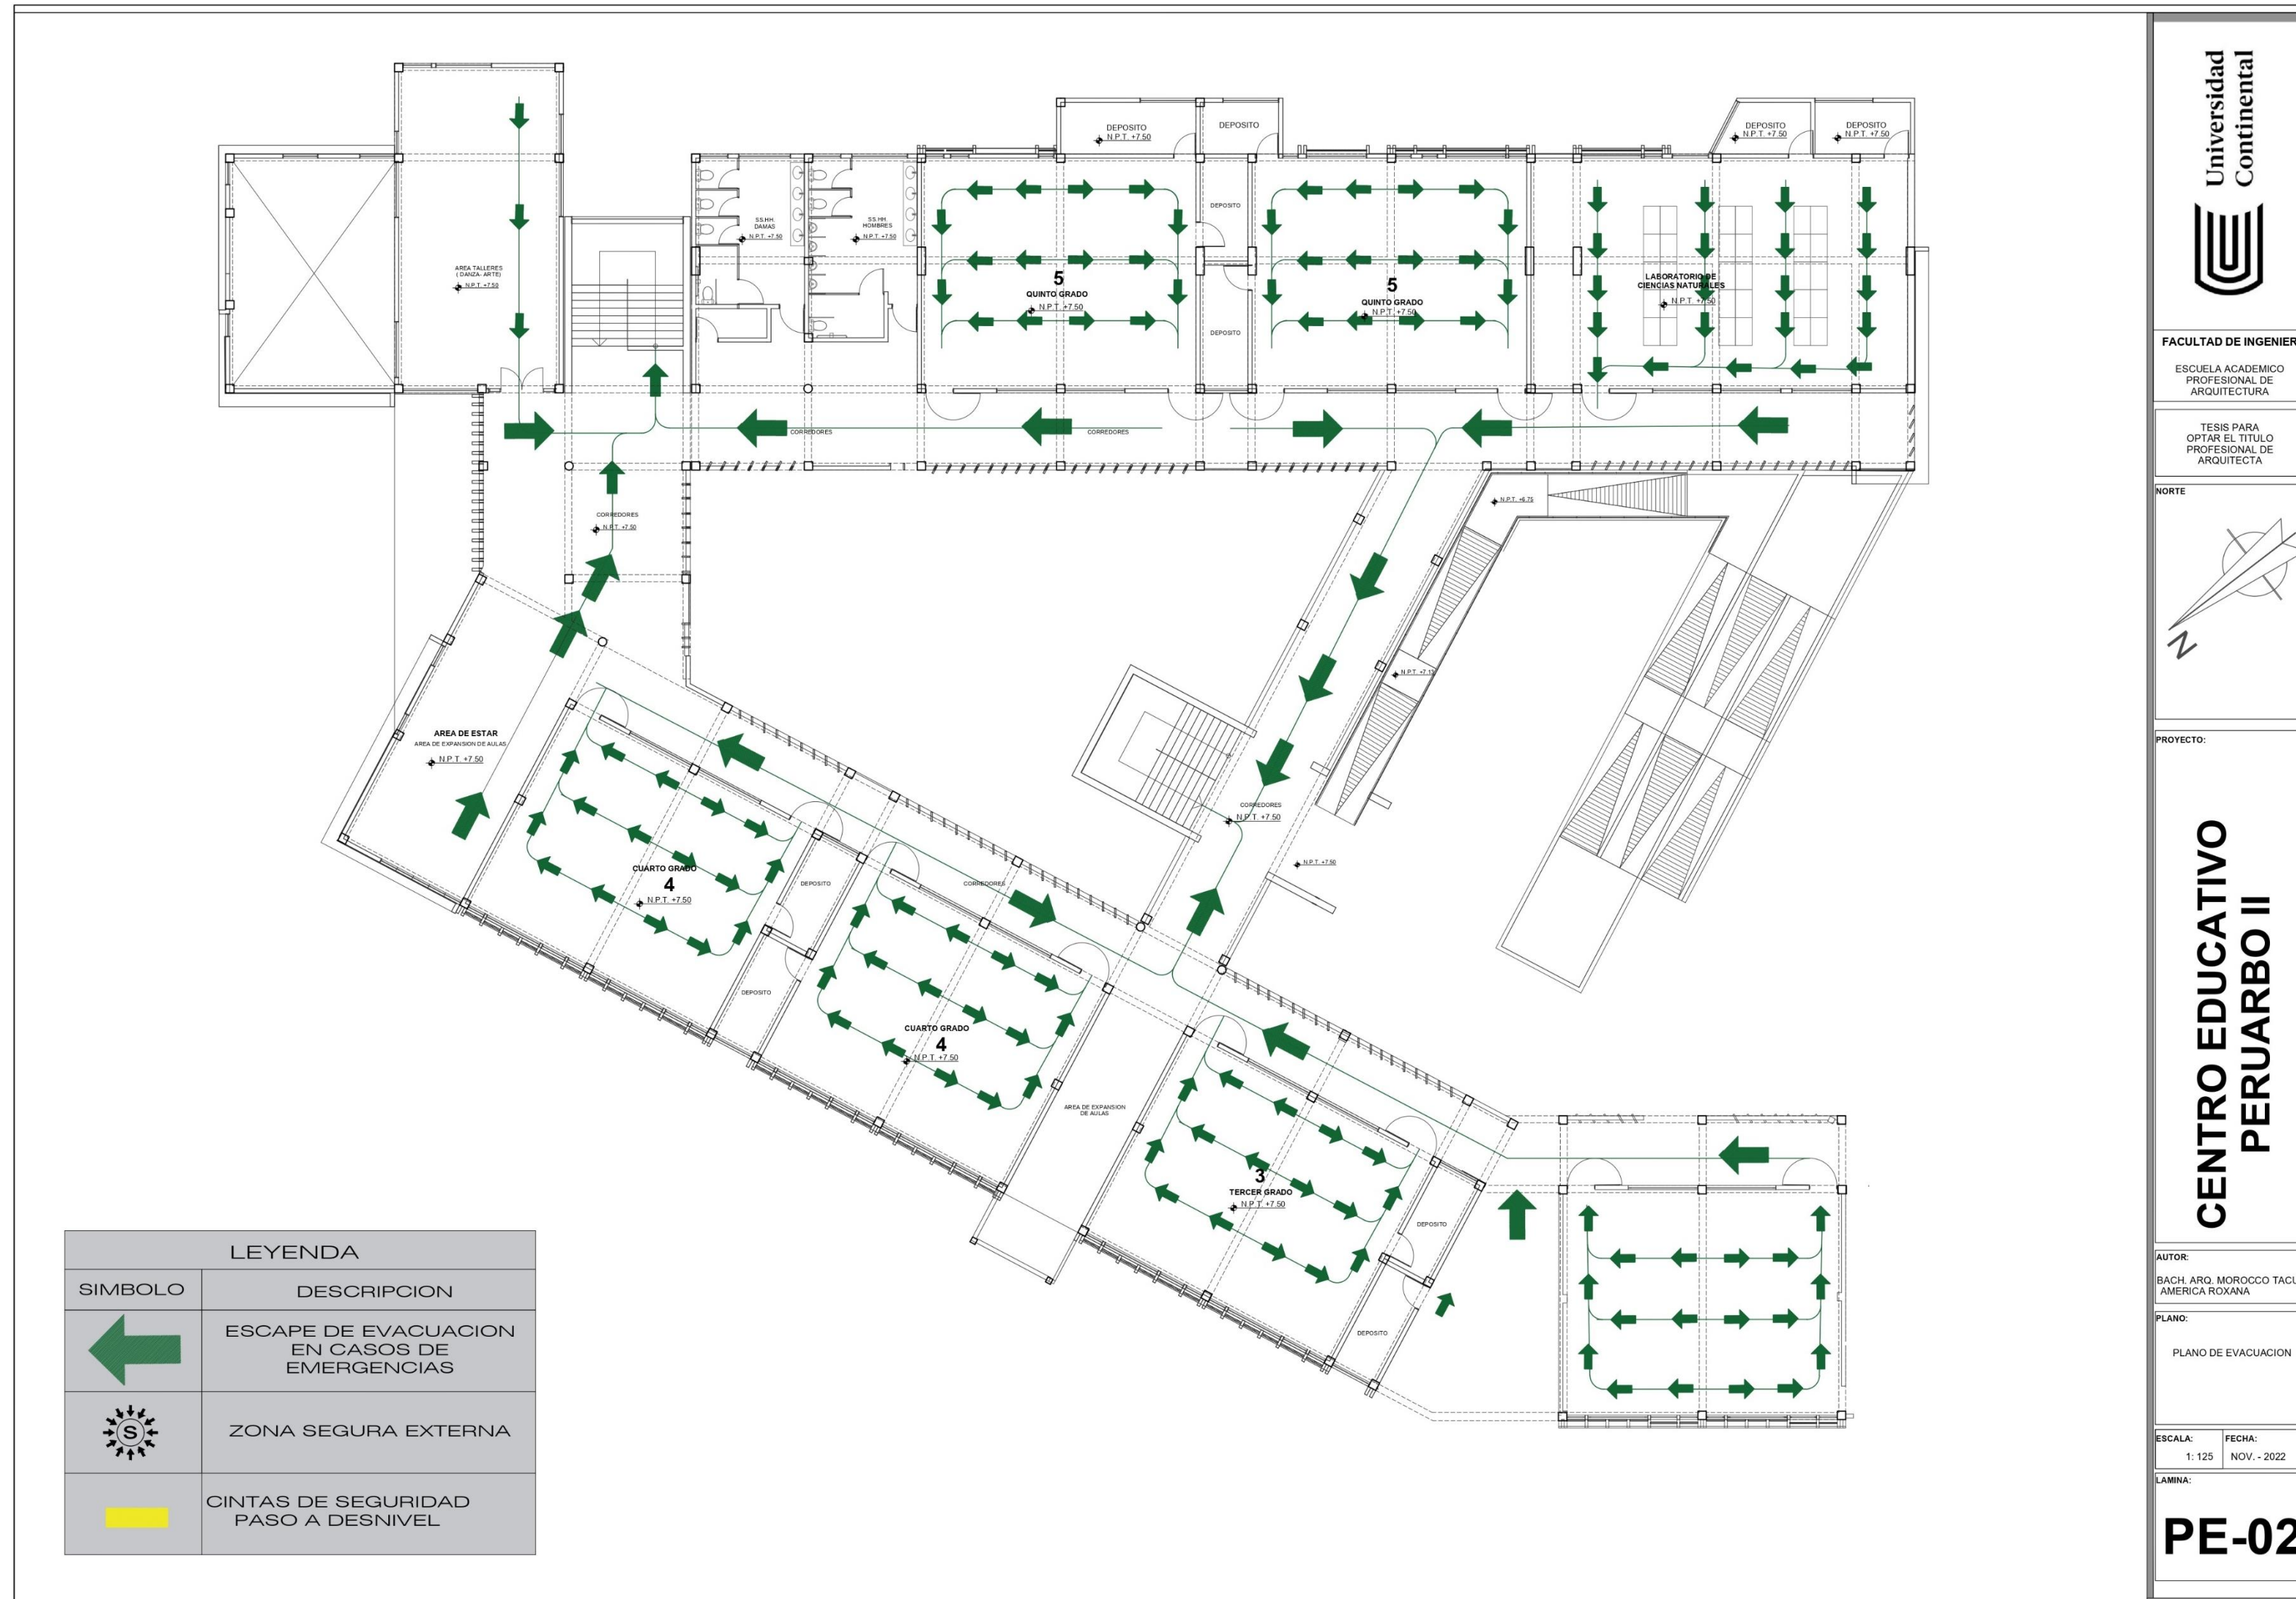 DEPOSITO
N.P.T. +7.50
DEPOSITO
DEPOSITO
N.P.T. +7.50
DEPOSITO
N.P.T. +7.50
AREA TALLERES
( DANZA- ARTE)
N.P.T. +7.50
SS.HH.
DAMAS
N.P.T. +7.50
SS.HH.
HOMBRES
N.P.T. +7.50
5
QUINTO GRADO
N.P.T. +7.50
DEPOSITO
DEPOSITO
5
QUINTO GRADO
N.P.T. +7.50
LABORATORIO DE
CIENCIAS NATURALES
N.P.T. +7.50
CORREDORES
CORREDORES
CORREDORES
N.P.T. +7.50
N.P.T. +6.75
N.P.T. +7.13
AREA DE ESTAR
AREA DE EXPANSION DE AULAS
N.P.T. +7.50
CORREDORES
N.P.T. +7.50
N.P.T. +7.50
CUARTO GRADO
4
N.P.T. +7.50
DEPOSITO
DEPOSITO
CORREDORES
CUARTO GRADO
4
N.P.T. +7.50
AREA DE EXPANSION
DE AULAS
3
TERCER GRADO
N.P.T. +7.50
DEPOSITO
DEPOSITO
LEYENDA
SIMBOLO
DESCRIPCION
ESCAPE DE EVACUACION
EN CASOS DE
EMERGENCIAS
S
ZONA SEGURA EXTERNA
CINTAS DE SEGURIDAD
PASO A DESNIVEL
Universidad
Continental
FACULTAD DE INGENIER
ESCUELA ACADEMICO
PROFESIONAL DE
ARQUITECTURA
TESIS PARA
OPTAR EL TITULO
PROFESIONAL DE
ARQUITECTA
NORTE
N
PROYECTO:
CENTRO EDUCATIVO
PERUARBO II
AUTOR:
BACH. ARQ. MOROCCO TACU
AMERICA ROXANA
PLANO:
PLANO DE EVACUACION
ESCALA:
1: 125
FECHA:
NOV. - 2022
LAMINA:
PE-02